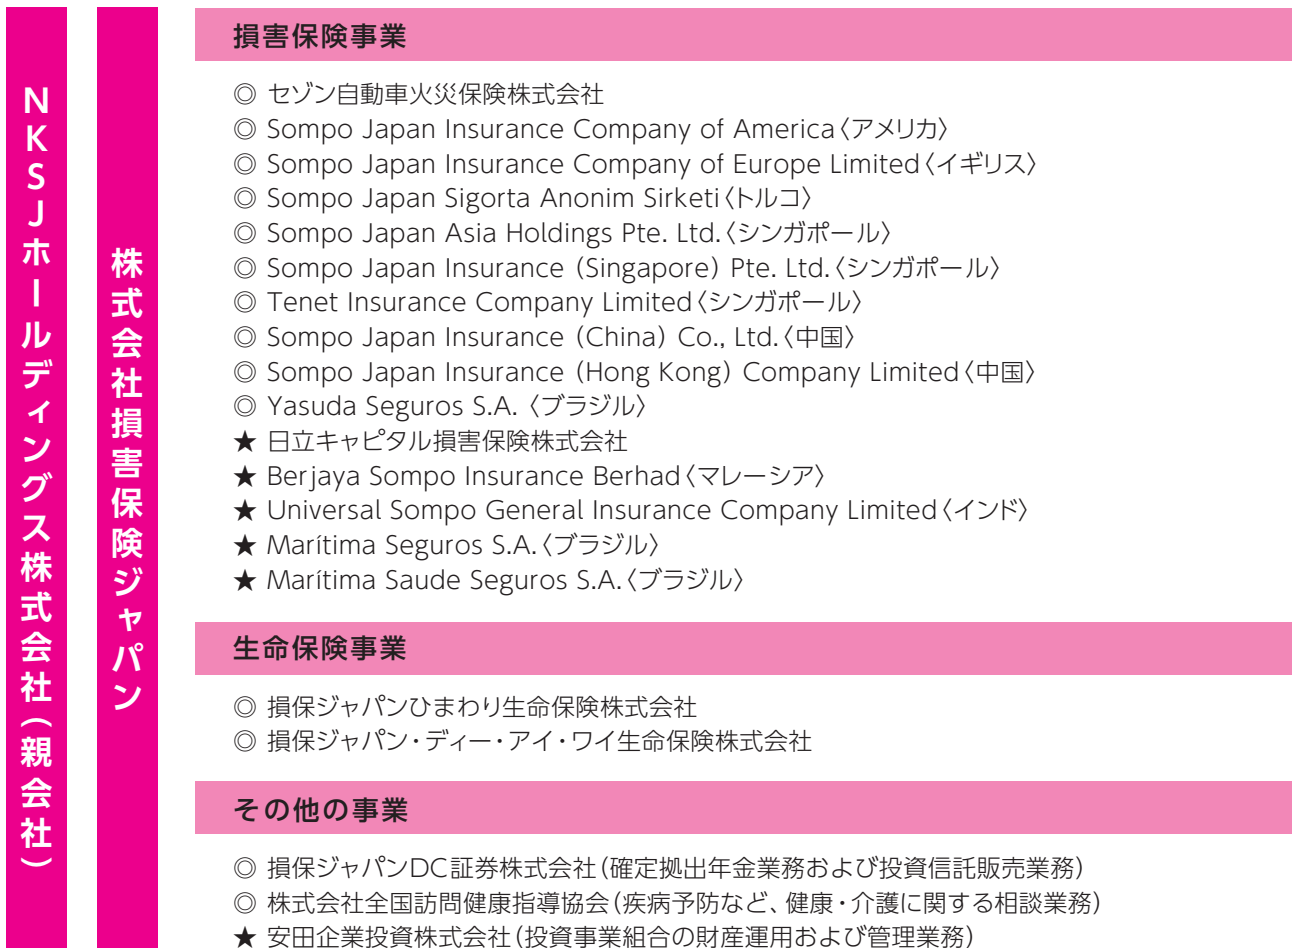 NKSJホールディングス株式会社(親会社)
株式会社損害保険ジャパン
損害保険事業
◎ セゾン自動車火災保険株式会社
◎ Sompo Japan Insurance Company of America〈アメリカ〉
◎ Sompo Japan Insurance Company of Europe Limited〈イギリス〉
◎ Sompo Japan Sigorta Anonim Sirketi〈トルコ〉
◎ Sompo Japan Asia Holdings Pte. Ltd.〈シンガポール〉
◎ Sompo Japan Insurance (Singapore) Pte. Ltd.〈シンガポール〉
◎ Tenet Insurance Company Limited〈シンガポール〉
◎ Sompo Japan Insurance (China) Co., Ltd.〈中国〉
◎ Sompo Japan Insurance (Hong Kong) Company Limited〈中国〉
◎ Yasuda Seguros S.A.〈ブラジル〉
★ 日立キャピタル損害保険株式会社
★ Berjaya Sompo Insurance Berhad〈マレーシア〉
★ Universal Sompo General Insurance Company Limited〈インド〉
★ Marítima Seguros S.A.〈ブラジル〉
★ Marítima Saude Seguros S.A.〈ブラジル〉
生命保険事業
◎ 損保ジャパンひまわり生命保険株式会社
◎ 損保ジャパン・ディー・アイ・ワイ生命保険株式会社
その他の事業
◎ 損保ジャパンDC証券株式会社(確定拠出年金業務および投資信託販売業務)
◎ 株式会社全国訪問健康指導協会(疾病予防など、健康・介護に関する相談業務)
★ 安田企業投資株式会社(投資事業組合の財産運用および管理業務)